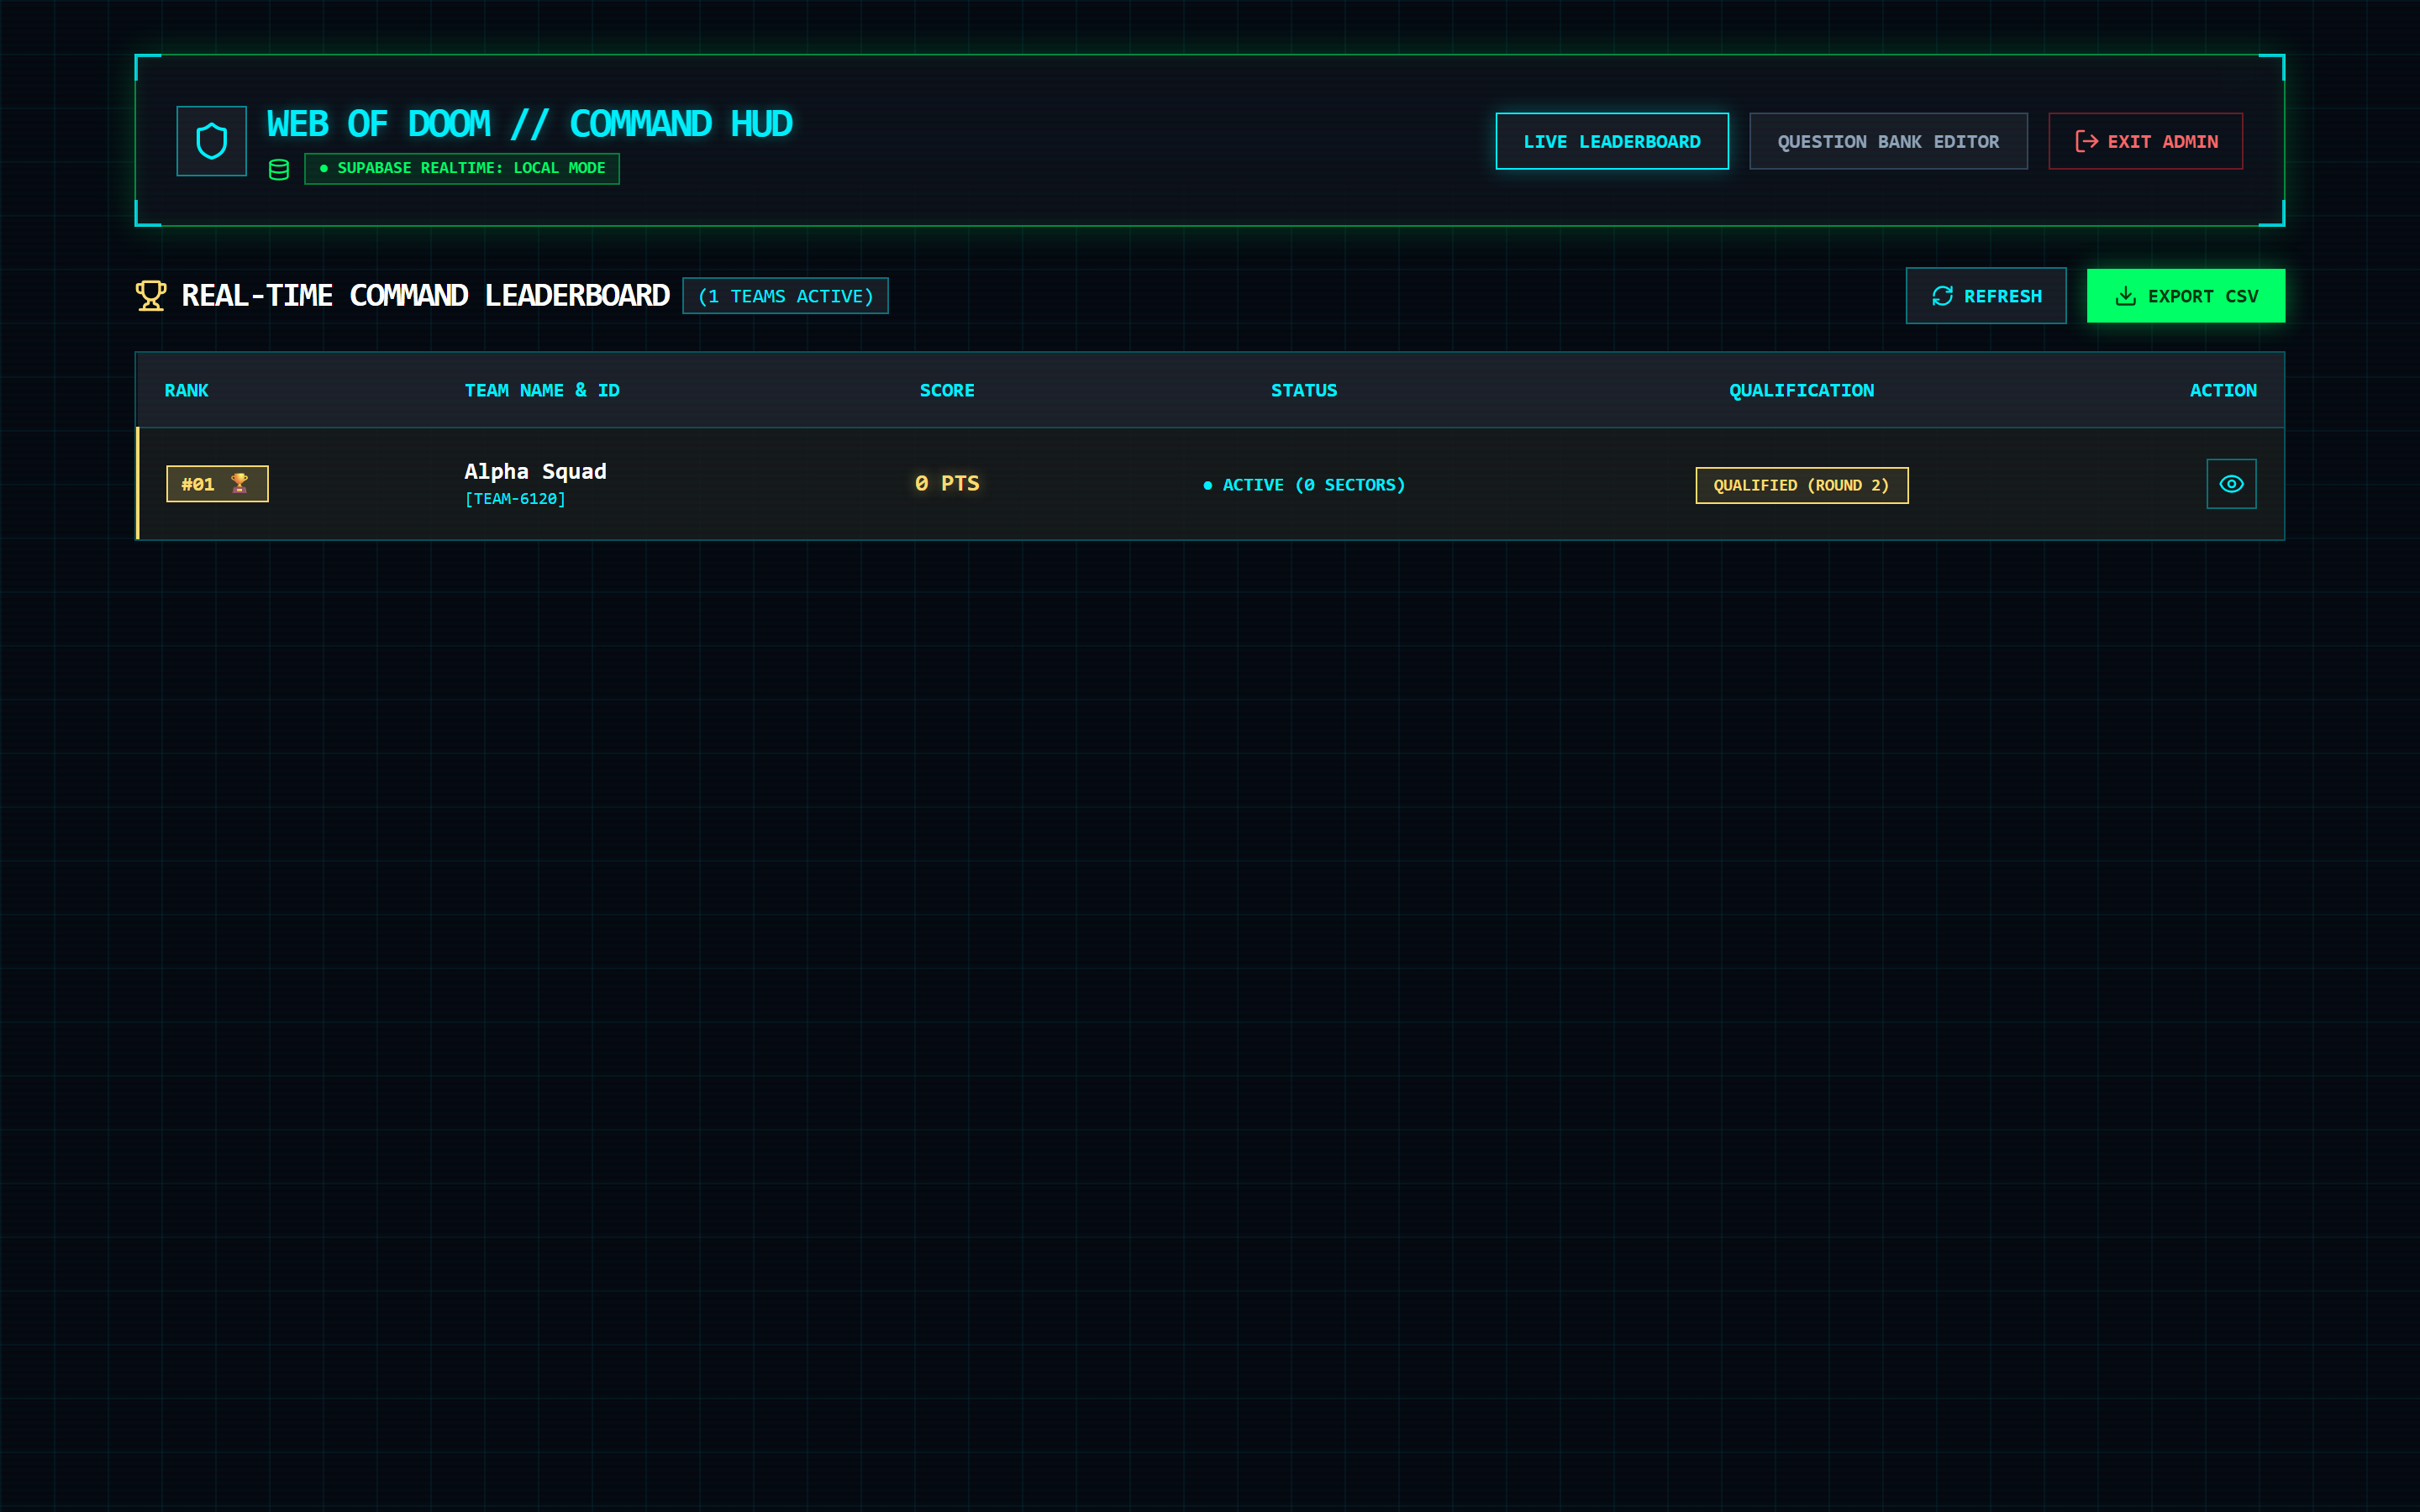 WEB OF DOOM // COMMAND HUD
● SUPABASE REALTIME: LOCAL MODE
LIVE LEADERBOARD
QUESTION BANK EDITOR
EXIT ADMIN
REAL-TIME COMMAND LEADERBOARD
(1 TEAMS ACTIVE)
REFRESH
EXPORT CSV
RANK TEAM NAME & ID SCORE STATUS QUALIFICATION ACTION
#01 🏆
Alpha Squad
[TEAM-6120]
0 PTS
● ACTIVE (0 SECTORS)
QUALIFIED (ROUND 2)